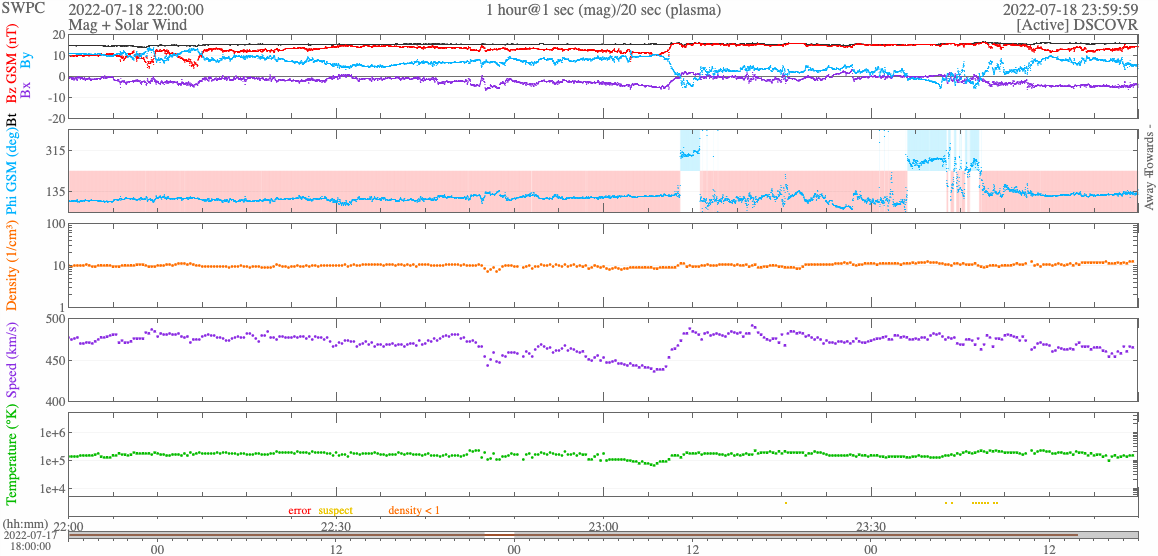 SWPC 2022-07-18 22:00:00 1 hour@1 sec (mag)/20 sec (plasma) 2022-07-18 23:59:59
Mag + Solar Wind [Active] DSCOVR
Bt Bz GSM (nT)
Bx By
20
10
0
-10
-20
Phi GSM (deg)
315
135
Away - Towards -
Density (1/cm³)
100
10
1
Speed (km/s)
500
450
400
Temperature (°K)
1e+6
1e+5
1e+4
error suspect density < 1
(hh:mm) 22:00 22:30 23:00 23:30
2022-07-17
18:00:00 00 12 00 12 00 12